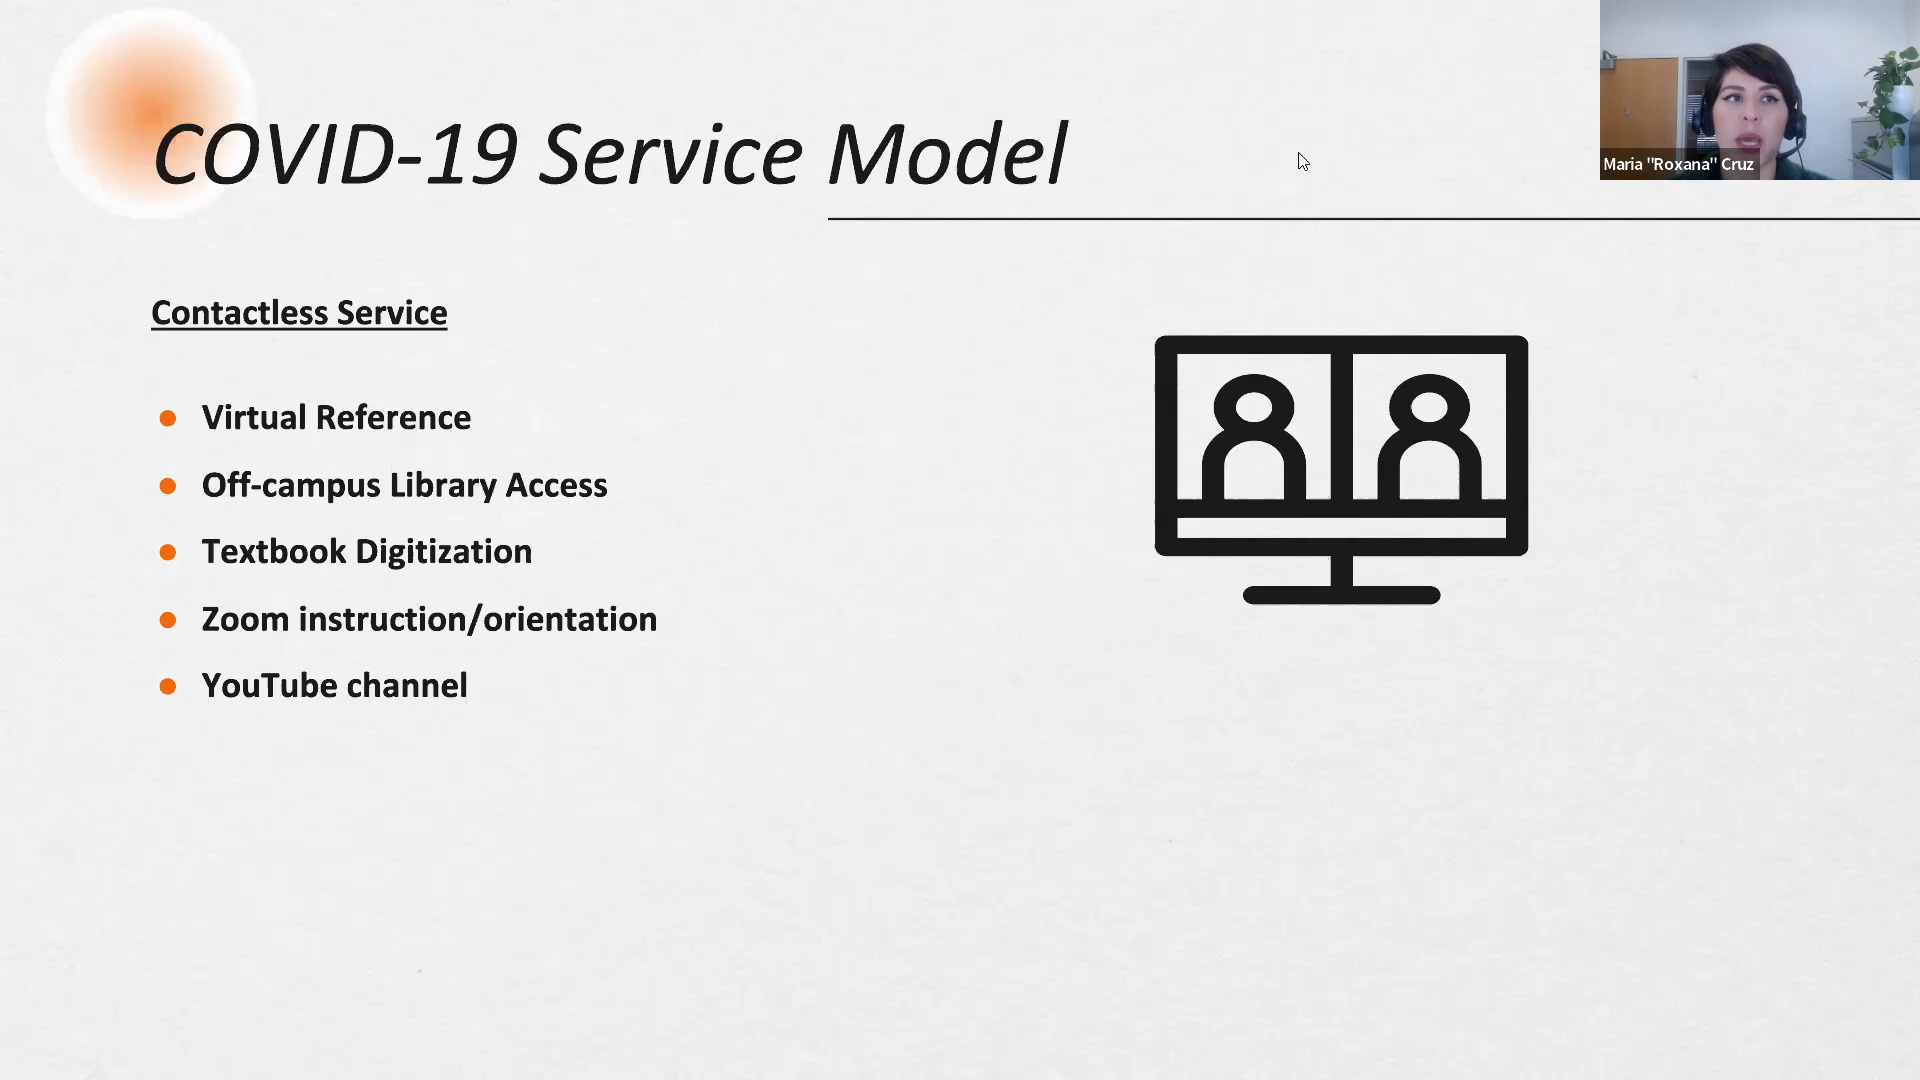 COVID-19 Service Model
Maria "Roxana" Cruz
Contactless Service
Virtual Reference
Off-campus Library Access
Textbook Digitization
Zoom instruction/orientation
YouTube channel